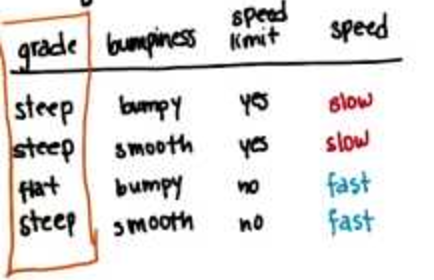 grade bumpiness speed limit speed
steep bumpy yes slow
steep smooth yes slow
flat bumpy no fast
steep smooth no fast